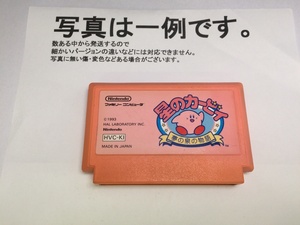 写真は一例です。
数ある中から発送するので
細かいバージョンの違いなどには対応できません。
写真に無い傷・変色などある場合がございます。
Nintendo
ファミリーコンピュータ
星のカービィ
夢の泉の物語
© 1993
HAL LABORATORY INC.
Nintendo
HVC-KI
MADE IN JAPAN